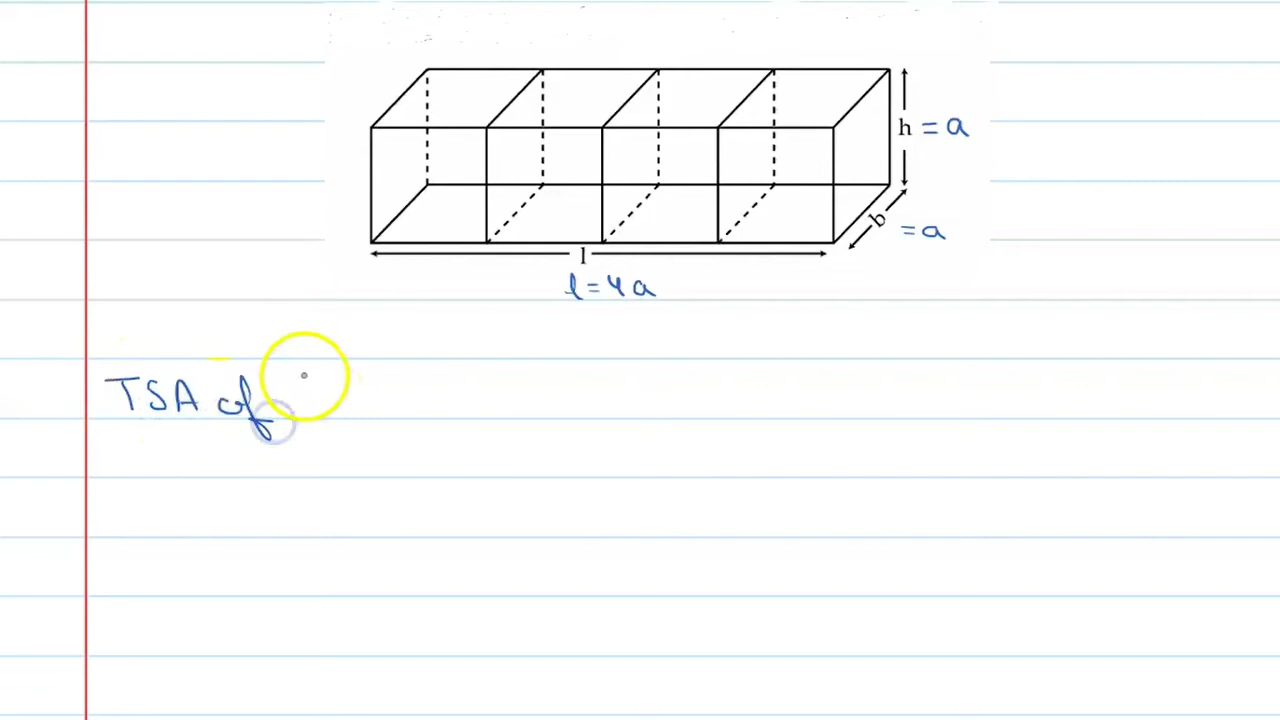 h = a
b = a
l
l = 4a
TSA of